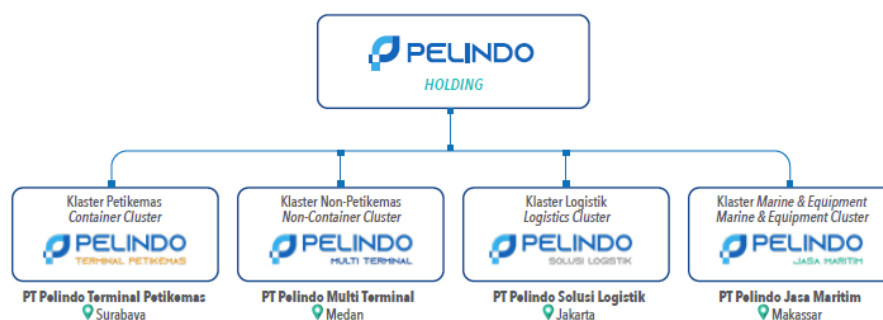 PELINDO
HOLDING
Klaster Petikemas
Container Cluster
PELINDO
TERMINAL PETIKEMAS
PT Pelindo Terminal Petikemas
Surabaya
Klaster Non-Petikemas
Non-Container Cluster
PELINDO
MULTI TERMINAL
PT Pelindo Multi Terminal
Medan
Klaster Logistik
Logistics Cluster
PELINDO
SOLUSI LOGISTIK
PT Pelindo Solusi Logistik
Jakarta
Klaster Marine & Equipment
Marine & Equipment Cluster
PELINDO
JASA MARITIM
PT Pelindo Jasa Maritim
Makassar